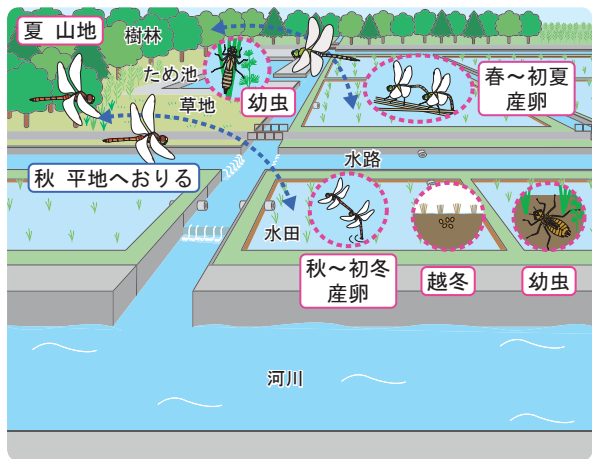 夏 山地
樹林
ため池
幼虫
草地
春～初夏
産卵
水路
秋 平地へおりる
水田
秋～初冬
産卵
越冬
幼虫
河川